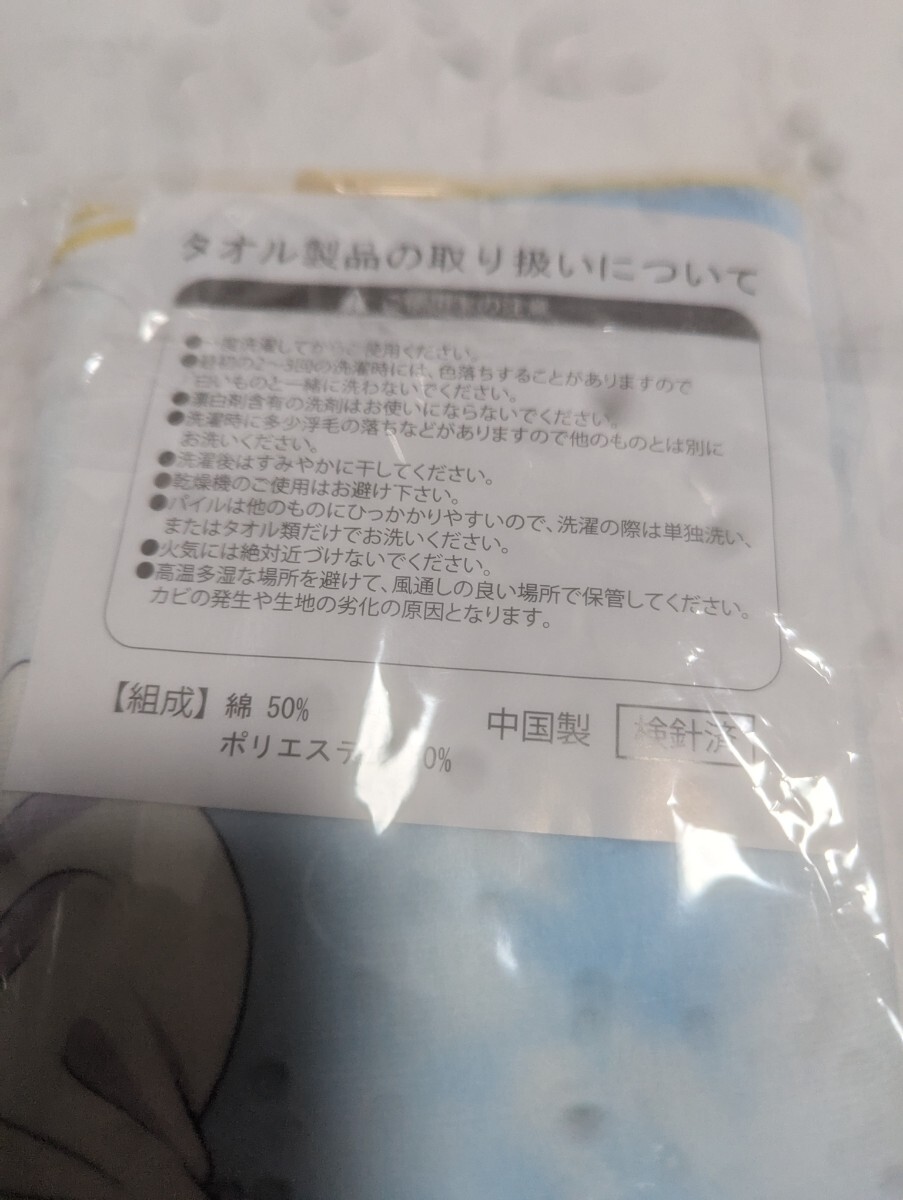 タオル製品の取り扱いについて
ご使用上の注意
●一度洗濯してからご使用ください。
●最初の2〜3回の洗濯時には、色落ちすることがありますので
白いものと一緒に洗わないでください。
●漂白剤含有の洗剤はお使いにならないでください。
●洗濯時に多少浮毛の落ちなどがありますので他のものとは別に
お洗いください。
●洗濯後はすみやかに干してください。
●乾燥機のご使用はお避け下さい。
●パイルは他のものにひっかかりやすいので、洗濯の際は単独洗い、
またはタオル類だけでお洗いください。
●火気には絶対近づけないでください。
●高温多湿な場所を避けて、風通しの良い場所で保管してください。
カビの発生や生地の劣化の原因となります。
【組成】綿 50%
ポリエステ 0%
中国製 検針済